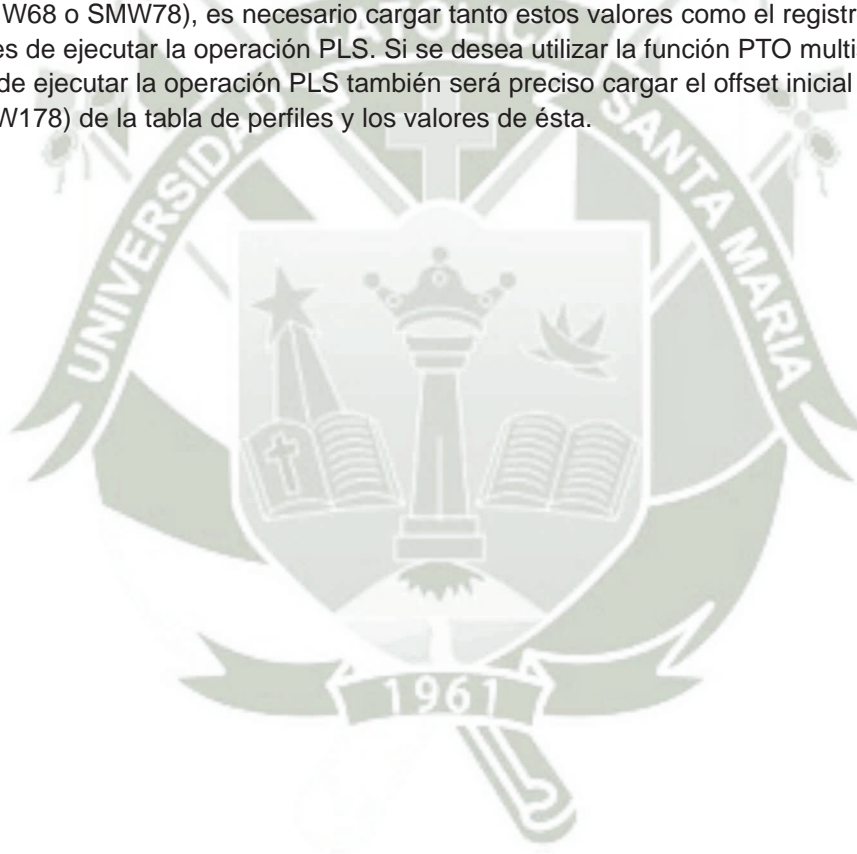 W68 o SMW78), es necesario cargar tanto estos valores como el registr
es de ejecutar la operación PLS. Si se desea utilizar la función PTO multi
de ejecutar la operación PLS también será preciso cargar el offset inicial
W178) de la tabla de perfiles y los valores de ésta.
UNIVERSIDAD CATÓLICA SANTA MARIA
1961